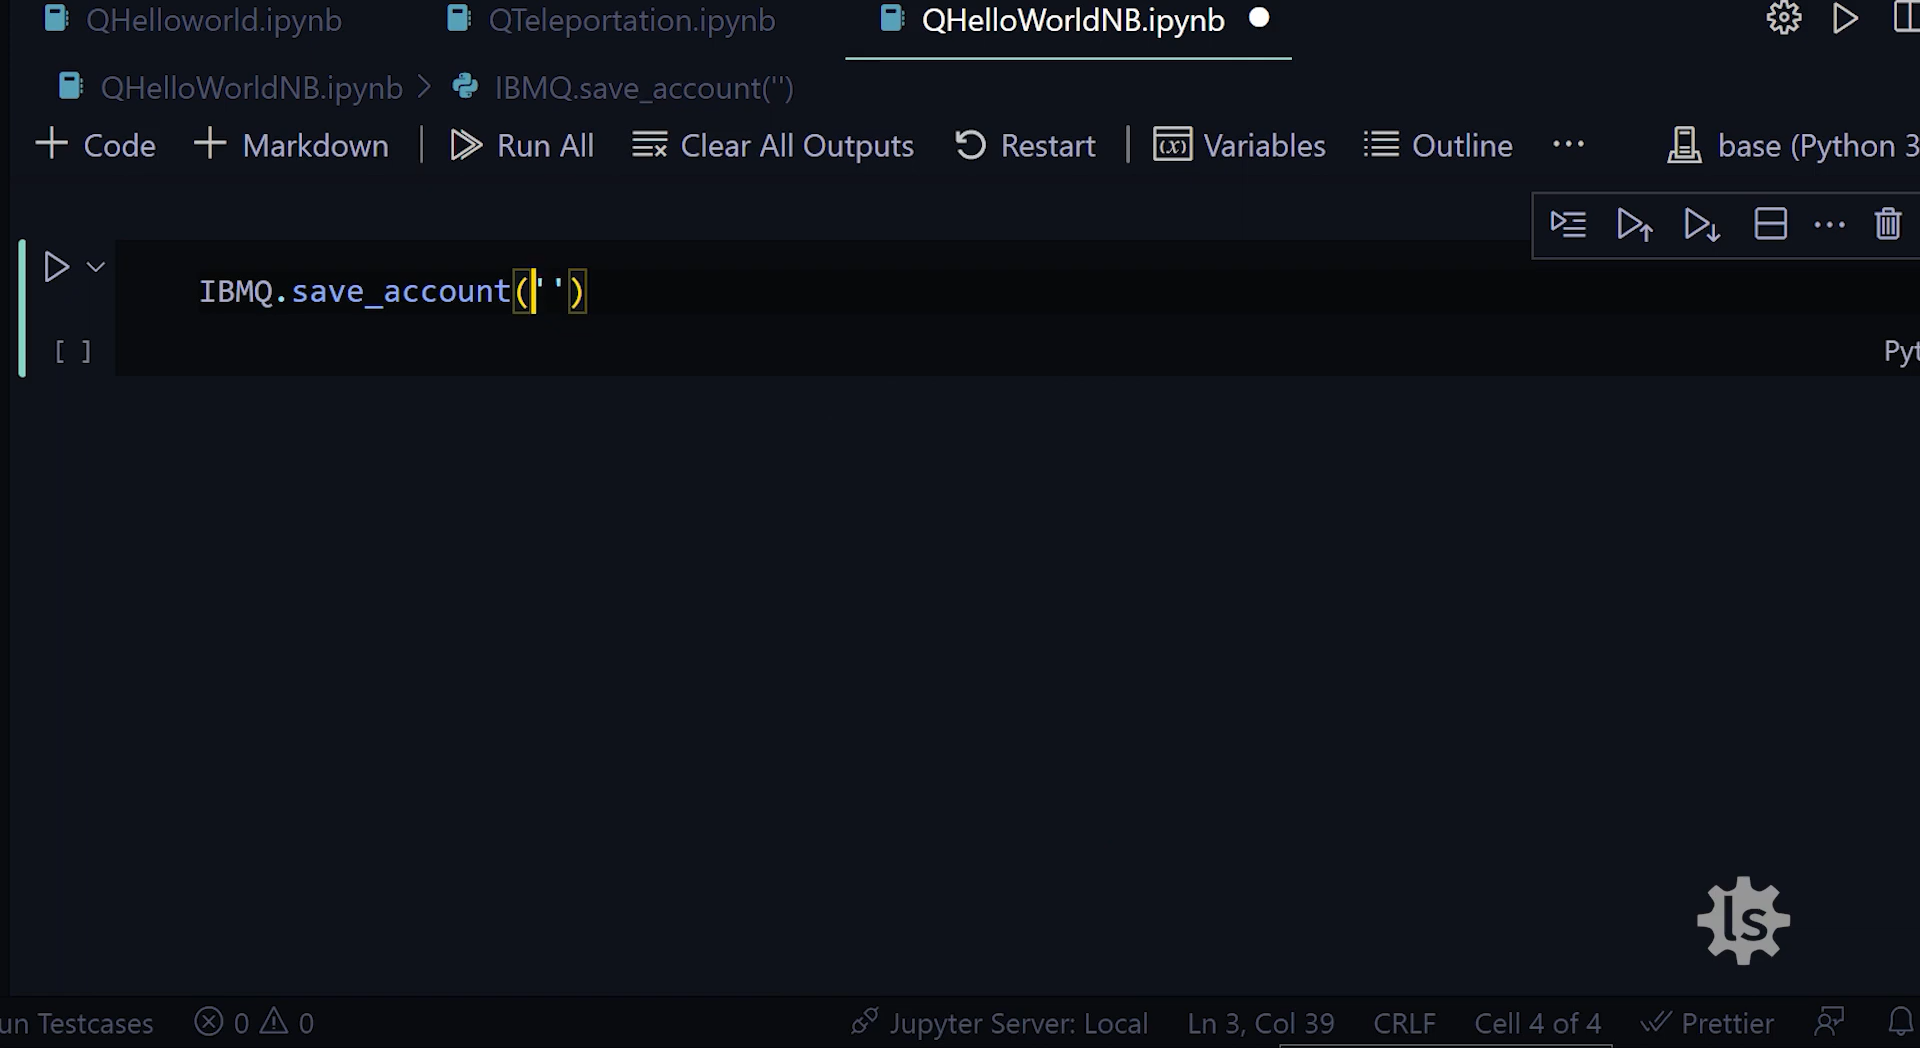 QHelloworld.ipynb QTeleportation.ipynb QHelloWorldNB.ipynb
QHelloWorldNB.ipynb > IBMQ.save_account('')
+ Code + Markdown | Run All Clear All Outputs Restart | Variables Outline ··· base (Python 3
IBMQ.save_account('')
[ ]
Pyt
ls
un Testcases 0 0 Jupyter Server: Local Ln 3, Col 39 CRLF Cell 4 of 4 Prettier